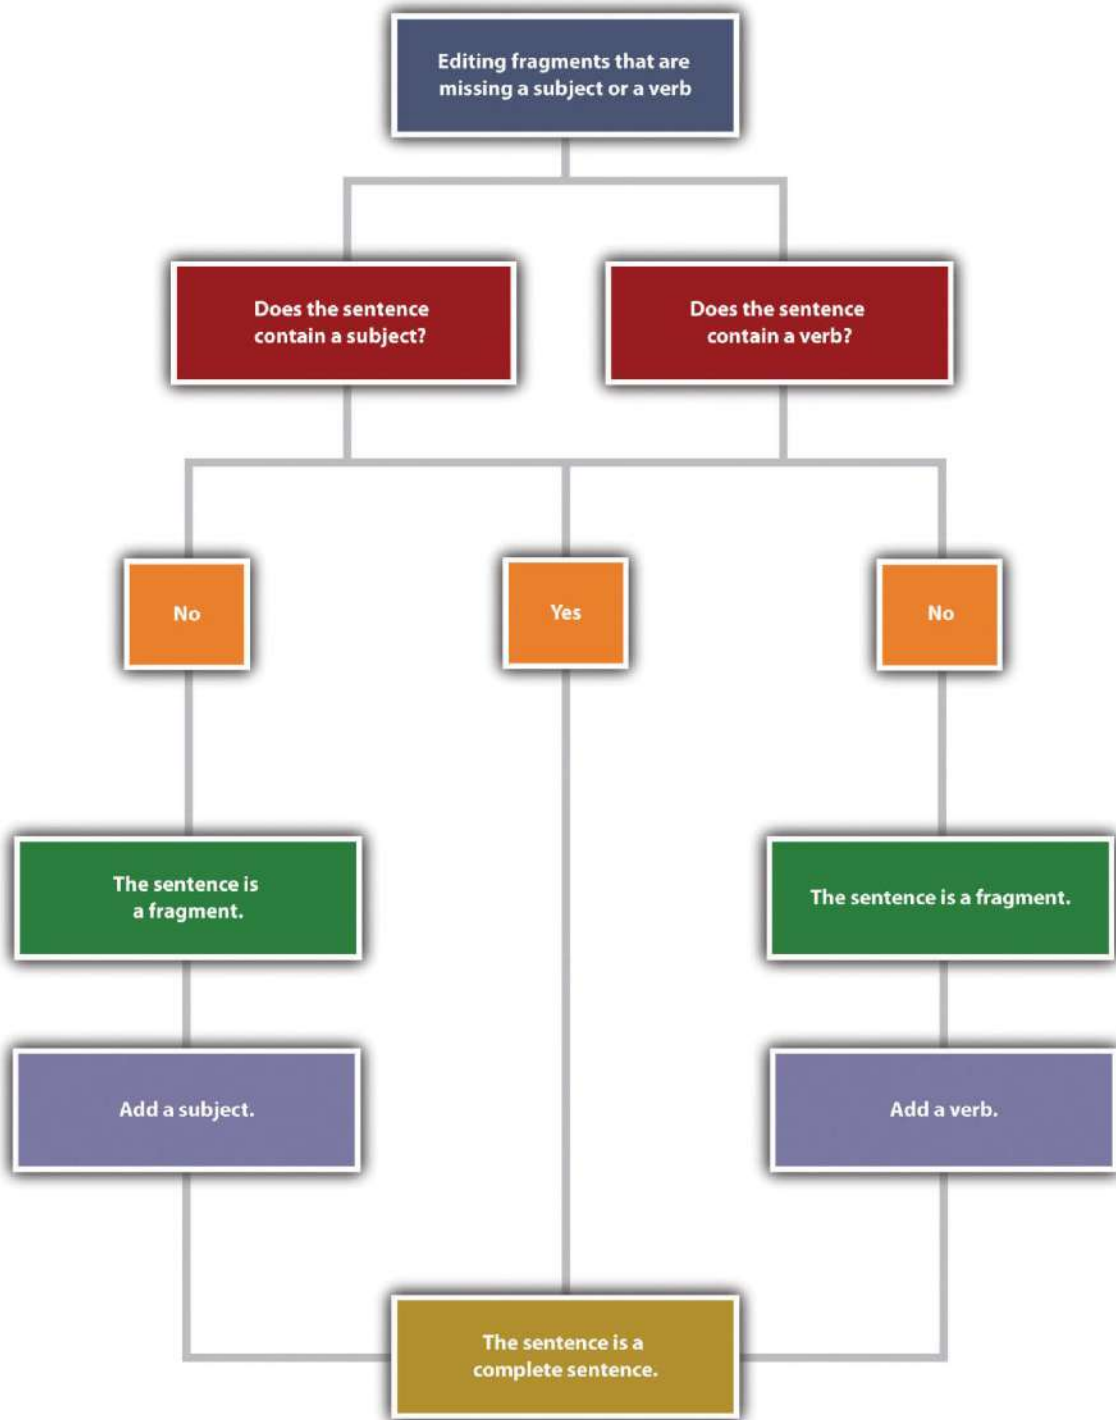 Editing fragments that are
missing a subject or a verb
Does the sentence
contain a subject?
Does the sentence
contain a verb?
No
Yes
No
The sentence is
a fragment.
The sentence is a fragment.
Add a subject.
Add a verb.
The sentence is a
complete sentence.